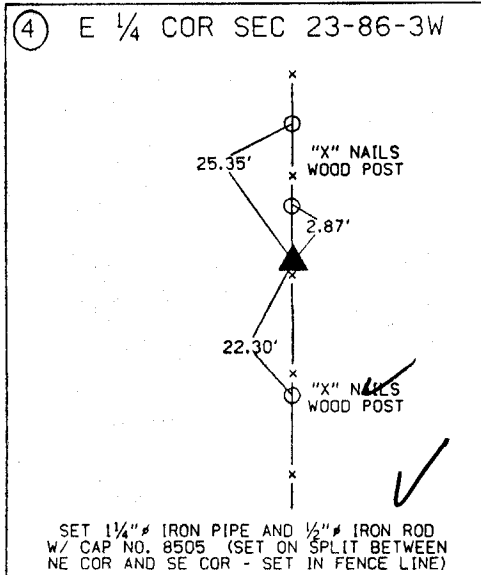 4 E 1/4 COR SEC 23-86-3W
25.35' "X" NAILS
WOOD POST
2.87'
22.30'
"X" NAILS
WOOD POST
SET 1 1/4"ø IRON PIPE AND 1/2"ø IRON ROD
W/ CAP NO. 8505 (SET ON SPLIT BETWEEN
NE COR AND SE COR - SET IN FENCE LINE)